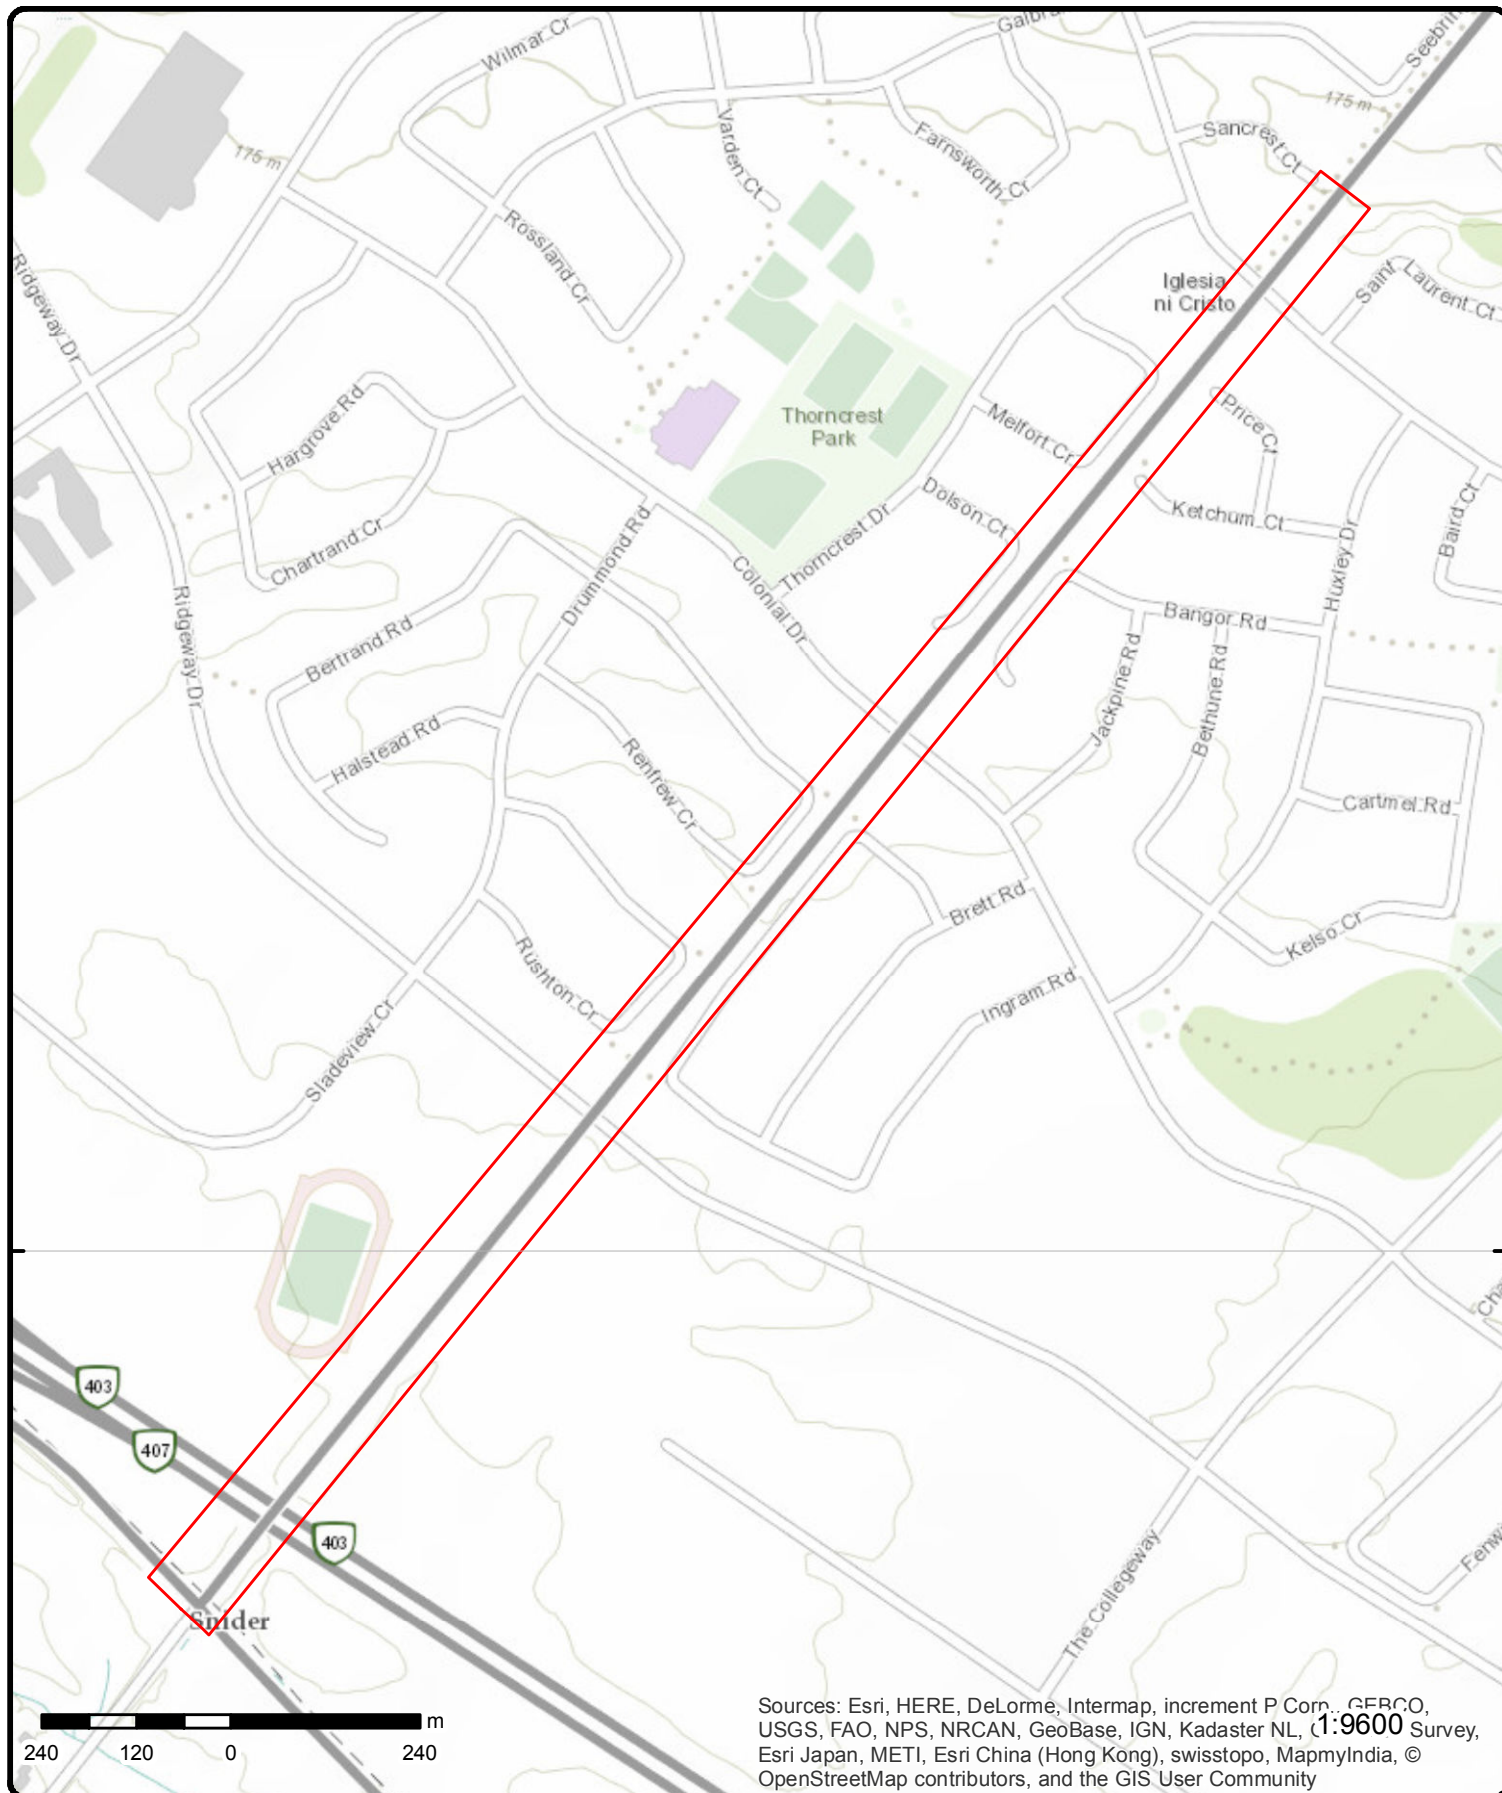 Wilmar Cr
Seebrin
175 m
Sancrest Ct
Varden Ct
Farnsworth Ct
175 m
Rossland Cr
Ridgeway Dr
Iglesia
ni Cristo
Saint Laurent Ct
Hargrove Rd
Thorncrest
Park
Melfort Cr
Price Ct
Dolson Ct
Ketchum Ct
Baird Ct
Chartrand Cr
Drummond Rd
Thorncrest Dr
Colonial Dr
Huxley Dr
Ridgeway Dr
Bertrand Rd
Bangor Rd
Jackpine Rd
Bethune Rd
Halstead Rd
Renfrew Cr
Cartmel Rd
Brett Rd
Kelso Cr
Rushton Cr
Ingram Rd
Sladeview Cr
403
407
403
The Collegeway
Fenw
Snider
m
240 120 0 240
Sources: Esri, HERE, DeLorme, Intermap, increment P Corp., GEBCO,
USGS, FAO, NPS, NRCAN, GeoBase, IGN, Kadaster NL, 1:9600 Survey,
Esri Japan, METI, Esri China (Hong Kong), swisstopo, MapmyIndia, ©
OpenStreetMap contributors, and the GIS User Community